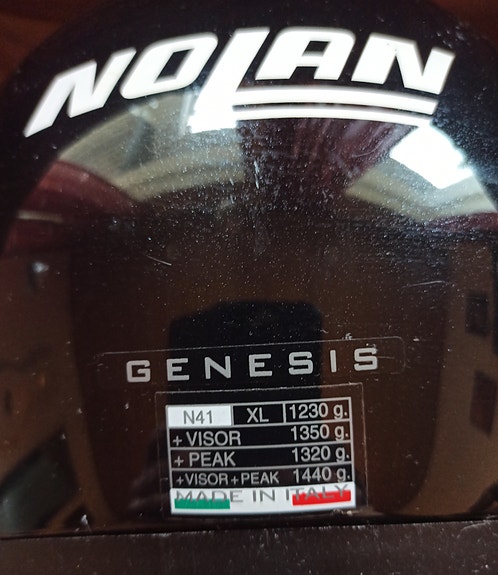 NOLAN
GENESIS
N41 XL 1230 g.
+ VISOR 1350 g.
+ PEAK 1320 g.
+VISOR+PEAK 1440 g.
MADE IN ITALY